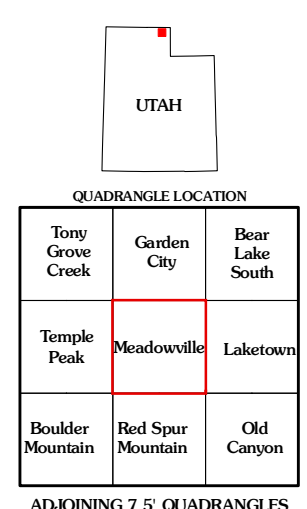 UTAH
QUADRANGLE LOCATION
Tony
Grove
Creek
Garden
City
Bear
Lake
South
Temple
Peak
Meadowville
Laketown
Boulder
Mountain
Red Spur
Mountain
Old
Canyon
ADJOINING 7.5' QUADRANGLES